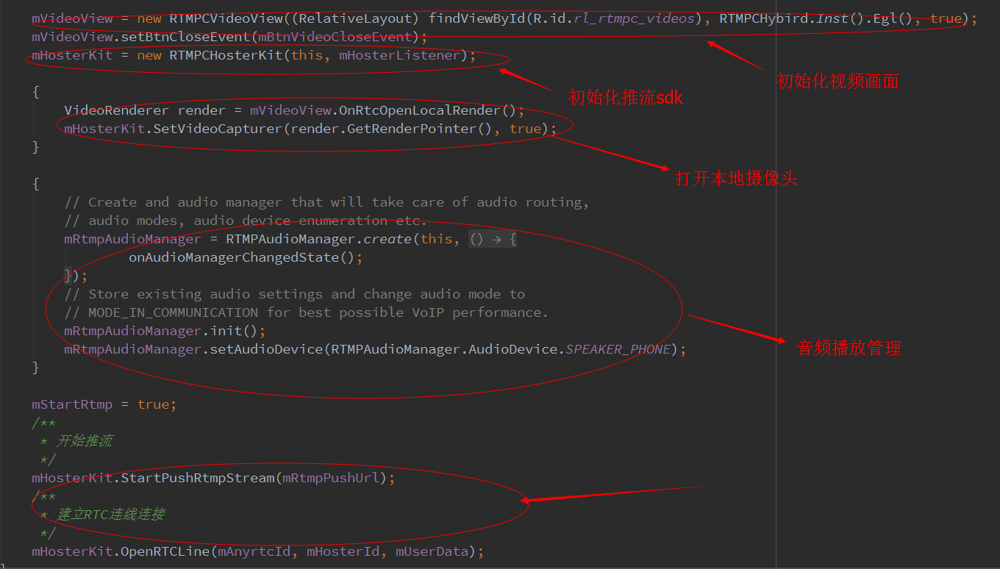 mVideoView = new RTMPCVideoView((RelativeLayout) findViewById(R.id.rl_rtmpc_videos), RTMPCHybird.Inst().Egl(), true);
mVideoView.setBtnCloseEvent(mBtnVideoCloseEvent);
mHosterKit = new RTMPCHosterKit(this, mHosterListener);
初始化视频画面
{
初始化推流sdk
VideoRenderer render = mVideoView.OnRtcOpenLocalRender();
mHosterKit.SetVideoCapturer(render.GetRenderPointer(), true);
}
打开本地摄像头
{
// Create and audio manager that will take care of audio routing,
// audio modes, audio device enumeration etc.
mRtmpAudioManager = RTMPAudioManager.create(this, () → {
onAudioManagerChangedState();
});
// Store existing audio settings and change audio mode to
// MODE_IN_COMMUNICATION for best possible VoIP performance.
mRtmpAudioManager.init();
mRtmpAudioManager.setAudioDevice(RTMPAudioManager.AudioDevice.SPEAKER_PHONE);
音频播放管理
}
mStartRtmp = true;
/**
* 开始推流
*/
mHosterKit.StartPushRtmpStream(mRtmpPushUrl);
/**
* 建立RTC连线连接
*/
mHosterKit.OpenRTCLine(mAnyrtcId, mHosterId, mUserData);